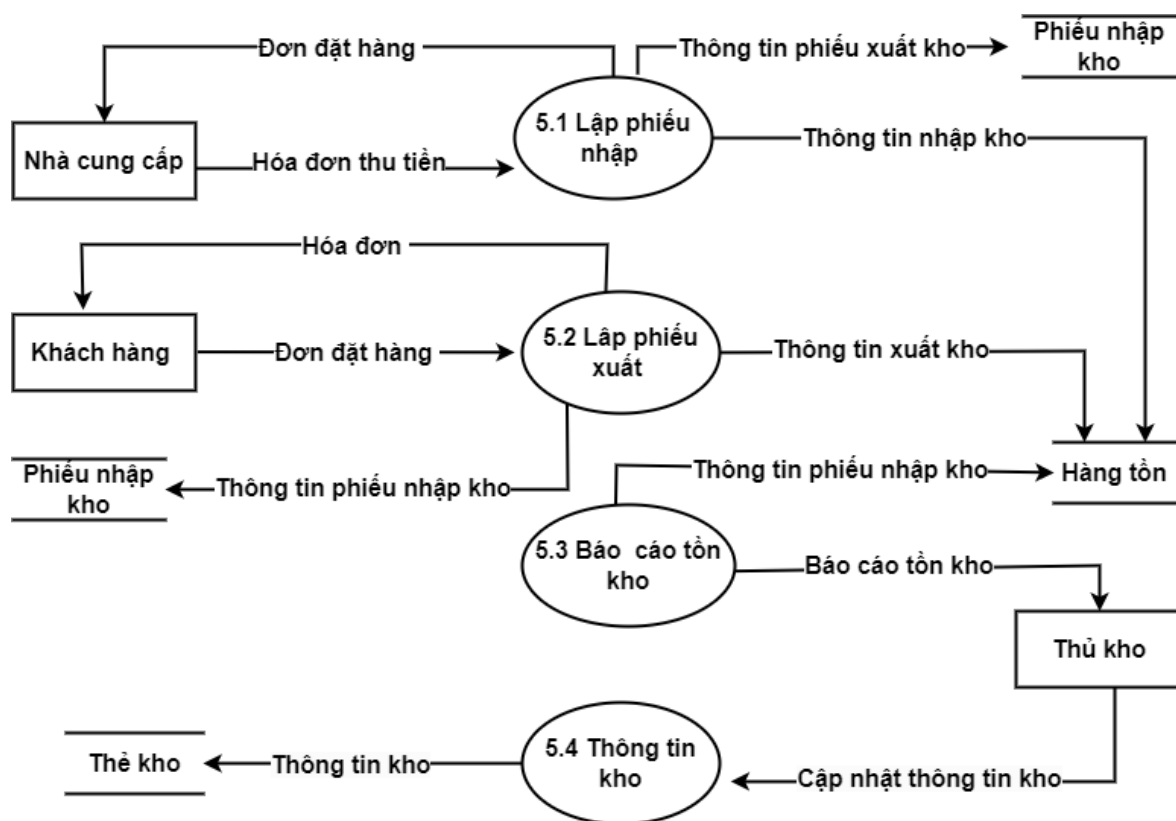 Đơn đặt hàng
Thông tin phiếu xuất kho
Phiếu nhập
kho
5.1 Lập phiếu
nhập
Thông tin nhập kho
Nhà cung cấp
Hóa đơn thu tiền
Hóa đơn
Khách hàng
Đơn đặt hàng
5.2 Lâp phiếu
xuất
Thông tin xuất kho
Phiếu nhập
kho
Thông tin phiếu nhập kho
Thông tin phiếu nhập kho
Hàng tồn
5.3 Báo cáo tồn
kho
Báo cáo tồn kho
Thủ kho
Thẻ kho
Thông tin kho
5.4 Thông tin
kho
Cập nhật thông tin kho